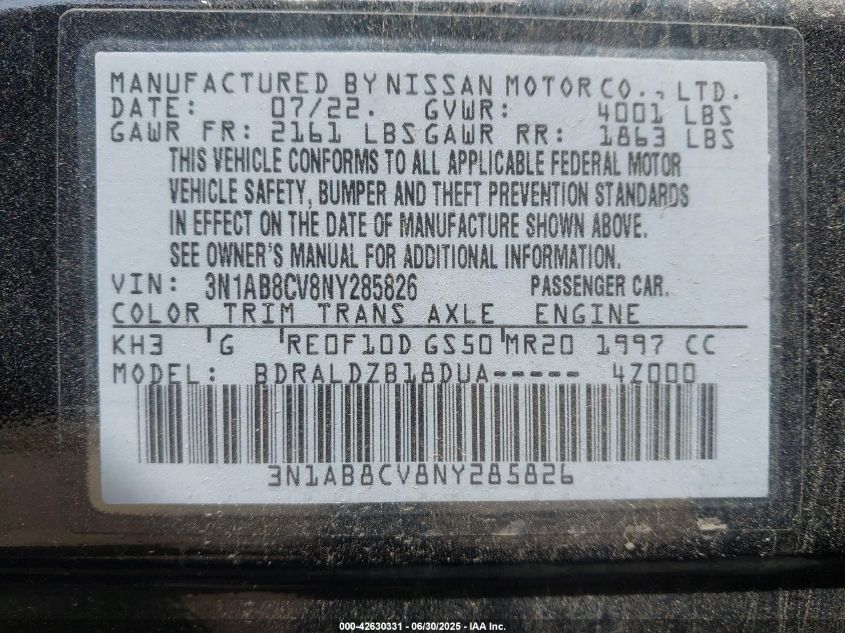 MANUFACTURED BY NISSAN MOTOR CO., LTD.
DATE: 07/22. GVWR: 4001 LBS
GAWR FR: 2161 LBS GAWR RR: 1863 LBS
THIS VEHICLE CONFORMS TO ALL APPLICABLE FEDERAL MOTOR
VEHICLE SAFETY, BUMPER AND THEFT PREVENTION STANDARDS
IN EFFECT ON THE DATE OF MANUFACTURE SHOWN ABOVE.
SEE OWNER'S MANUAL FOR ADDITIONAL INFORMATION.
VIN: 3N1AB8CV8NY285826 PASSENGER CAR.
COLOR TRIM TRANS AXLE ENGINE
KH3 'G 'RE0F10D GS50'MR20 1997 CC
MODEL: BDRALDZB18DUA----- 4Z000
3N1AB8CV8NY285826
000-42630331 - 06/30/2025 - IAA Inc.